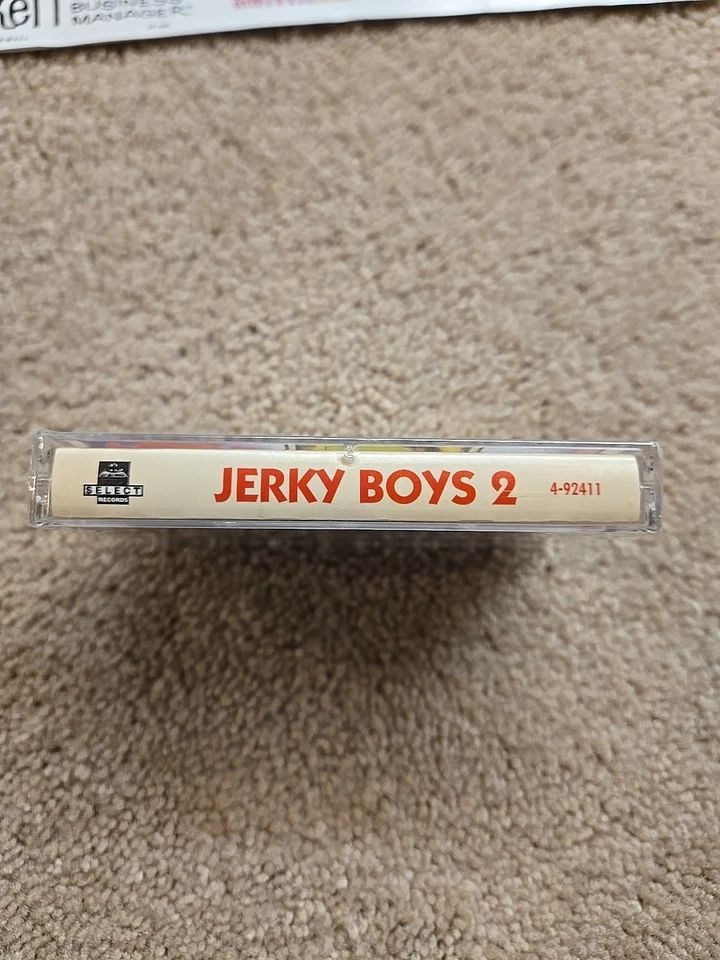 BUSINESS
MANAGER:
SELECT
RECORDS
JERKY BOYS 2
4-92411